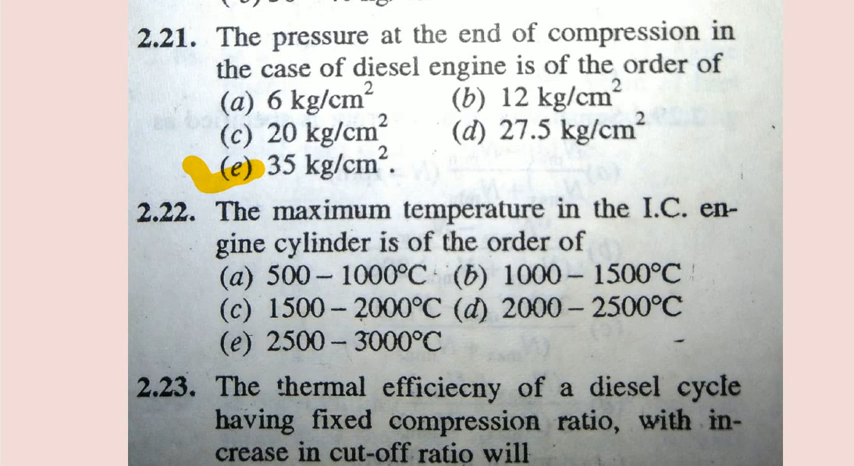 2.21. The pressure at the end of compression in
the case of diesel engine is of the order of
(a) 6 kg/cm² (b) 12 kg/cm²
(c) 20 kg/cm² (d) 27.5 kg/cm²
(e) 35 kg/cm².
2.22. The maximum temperature in the I.C. en-
gine cylinder is of the order of
(a) 500 – 1000°C (b) 1000 – 1500°C
(c) 1500 – 2000°C (d) 2000 – 2500°C
(e) 2500 – 3000°C
2.23. The thermal efficiecny of a diesel cycle
having fixed compression ratio, with in-
crease in cut-off ratio will